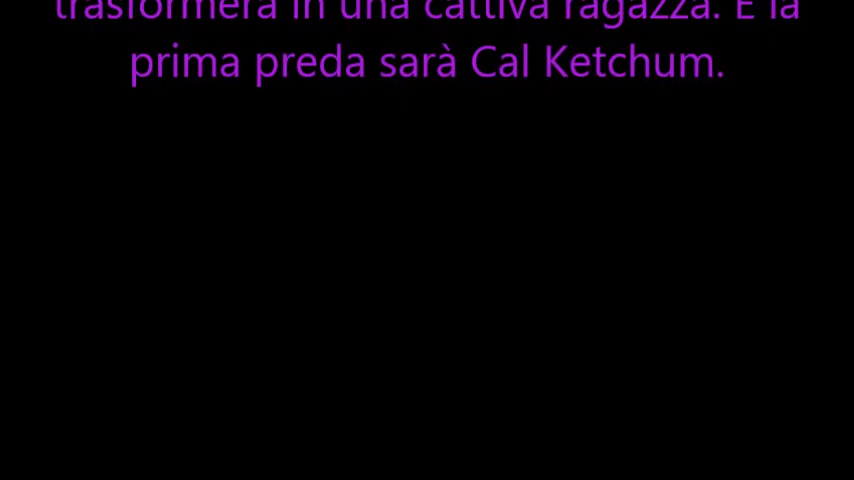 trasformerà in una cattiva ragazza. E la
prima preda sarà Cal Ketchum.